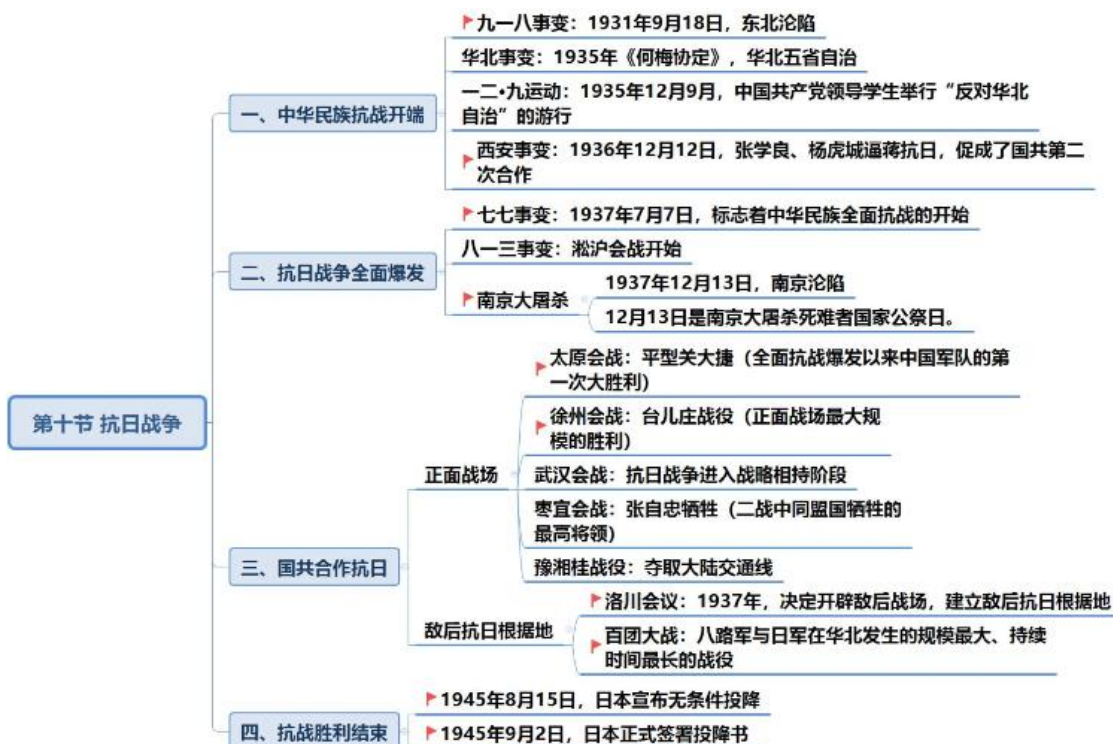 第十节 抗日战争
一、中华民族抗战开端
九一八事变：1931年9月18日，东北沦陷
华北事变：1935年《何梅协定》，华北五省自治
一二•九运动：1935年12月9，中国共产党领导学生举行“反对华北
自治”的游行
西安事变：1936年12月12日，张学良、杨虎城逼蒋抗日，促成了国共第二
次合作
二、抗日战争全面爆发
七七事变：1937年7月7日，标志着中华民族全面抗战的开始
八一三事变：淞沪会战开始
南京大屠杀
1937年12月13日，南京沦陷
12月13日是南京大屠杀死难者国家公祭日。
三、国共合作抗日
正面战场
太原会战：平型关大捷（全面抗战爆发以来中国军队的第
一次大胜利）
徐州会战：台儿庄战役（正面战场最大规
模的胜利）
武汉会战：抗日战争进入战略相持阶段
枣宜会战：张自忠牺牲（二战中同盟国牺牲的
最高将领）
豫湘桂战役：夺取大陆交通线
敌后抗日根据地
洛川会议：1937年，决定开辟敌后战场，建立敌后抗日根据地
百团大战：八路军与日军在华北发生的规模最大、持续
时间最长的战役
四、抗战胜利结束
1945年8月15日，日本宣布无条件投降
1945年9月2日，日本正式签署投降书